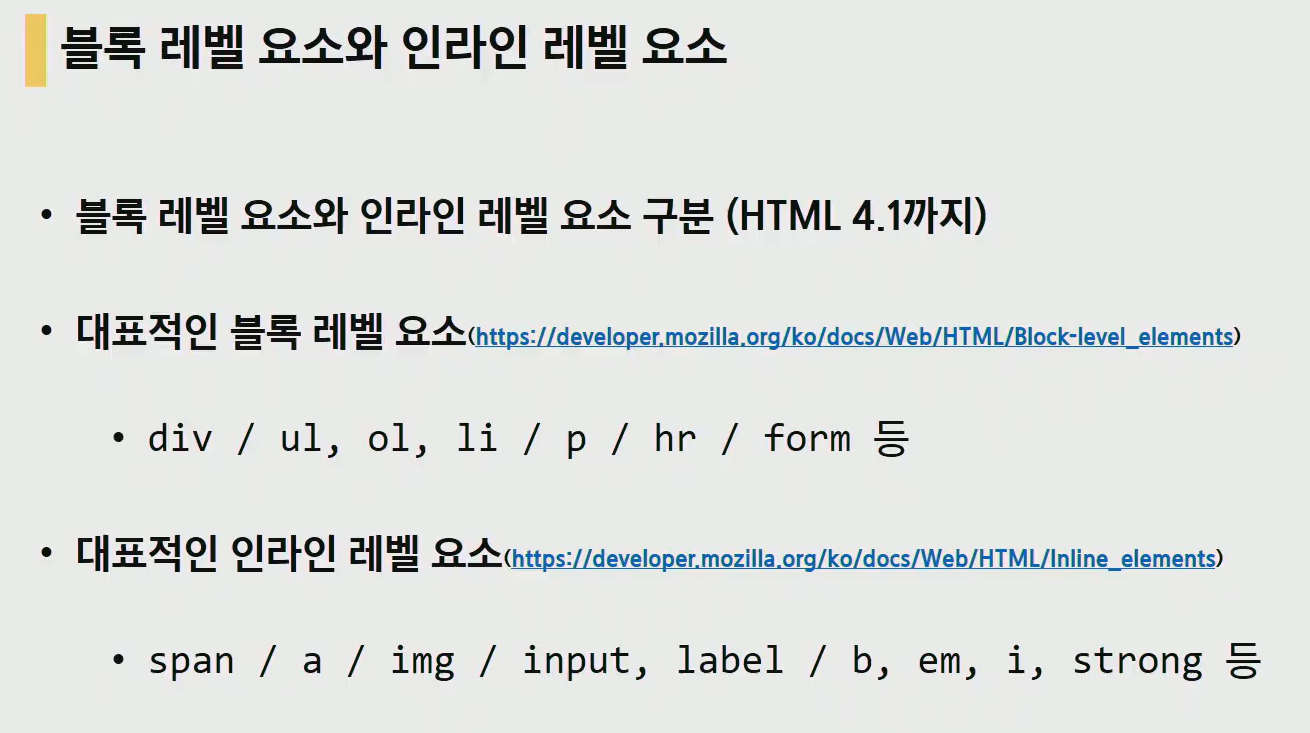 블록 레벨 요소와 인라인 레벨 요소
• 블록 레벨 요소와 인라인 레벨 요소 구분 (HTML 4.1까지)
• 대표적인 블록 레벨 요소(https://developer.mozilla.org/ko/docs/Web/HTML/Block-level_elements)
• div / ul, ol, li / p / hr / form 등
• 대표적인 인라인 레벨 요소(https://developer.mozilla.org/ko/docs/Web/HTML/Inline_elements)
• span / a / img / input, label / b, em, i, strong 등